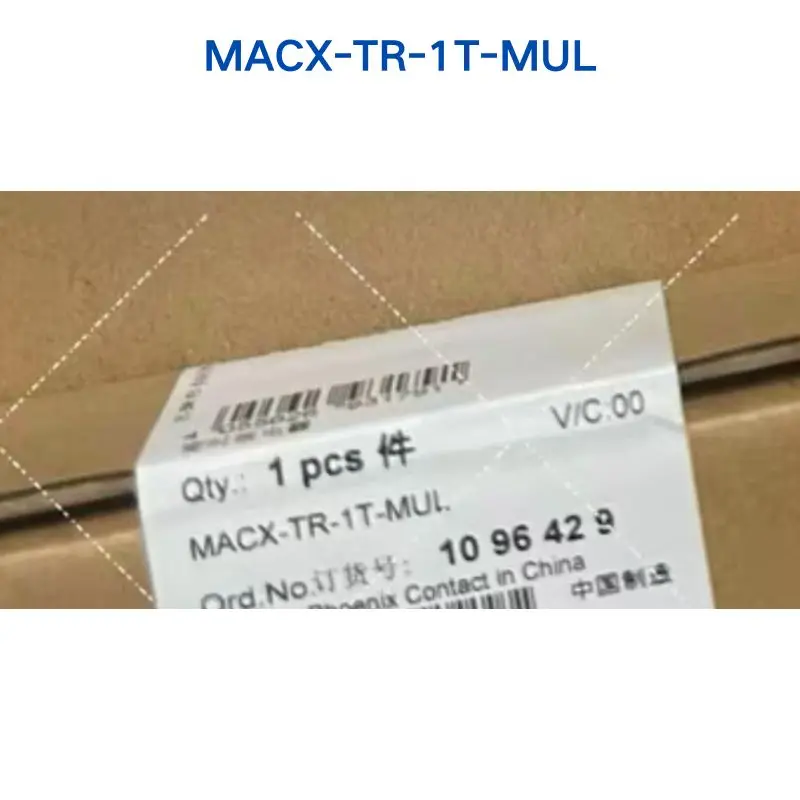 MACX-TR-1T-MUL
V/C:00
Qty.: 1 pcs 件
MACX-TR-1T-MUL
Ord.No.订货号: 10 96 42 9
Phoenix Contact in China
中国制造